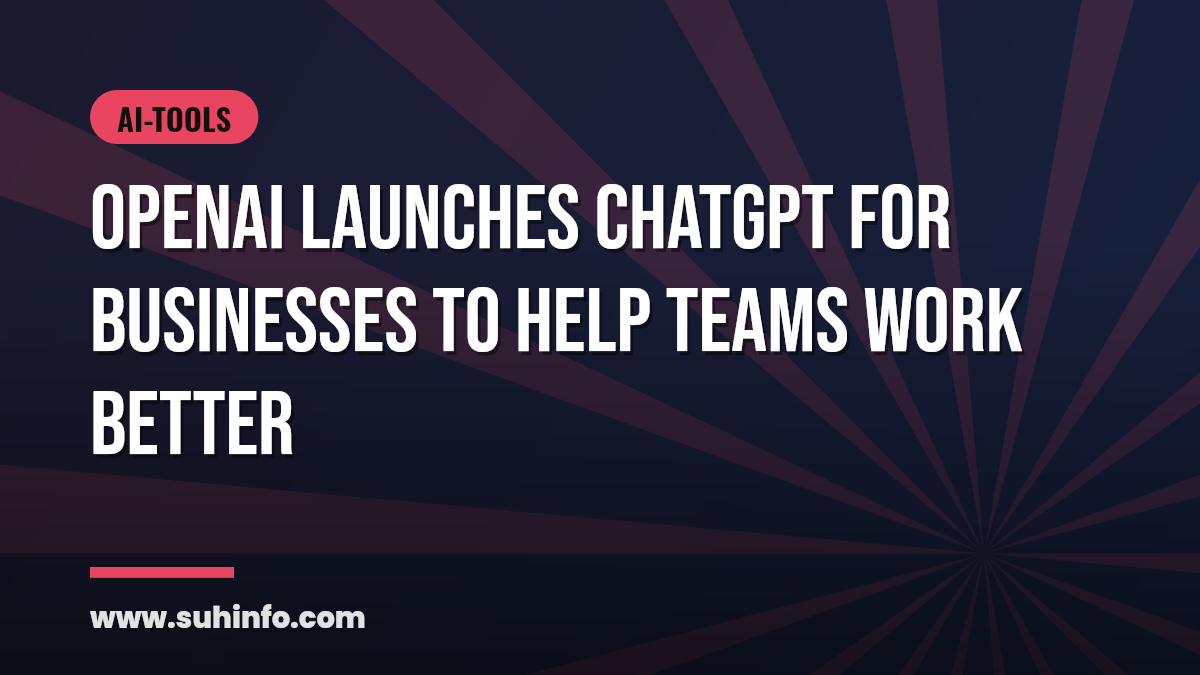 AI-TOOLS
OPENAI LAUNCHES CHATGPT FOR
BUSINESSES TO HELP TEAMS WORK
BETTER
www.suhinfo.com